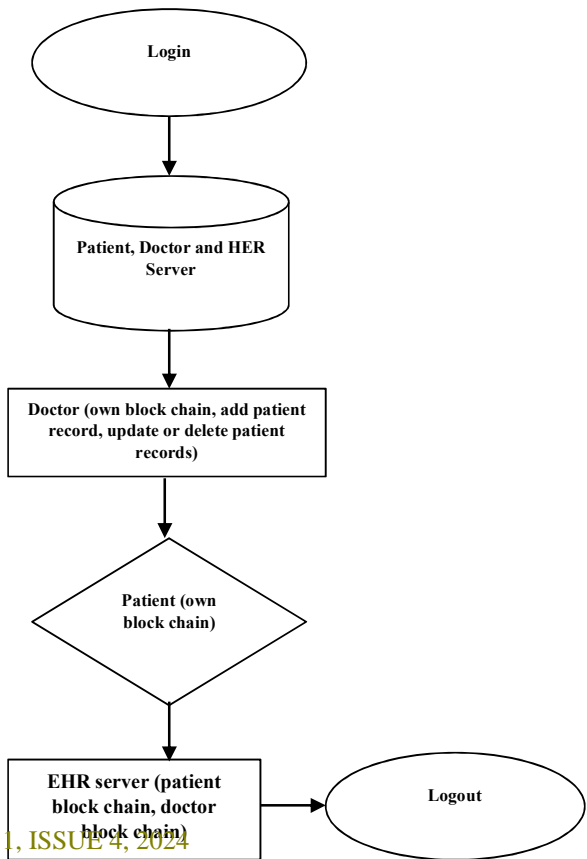 Login
Patient, Doctor and HER
Server
Doctor (own block chain, add patient
record, update or delete patient
records)
Patient (own
block chain)
EHR server (patient
block chain, doctor
block chain)
Logout
1, ISSUE 4, 2024